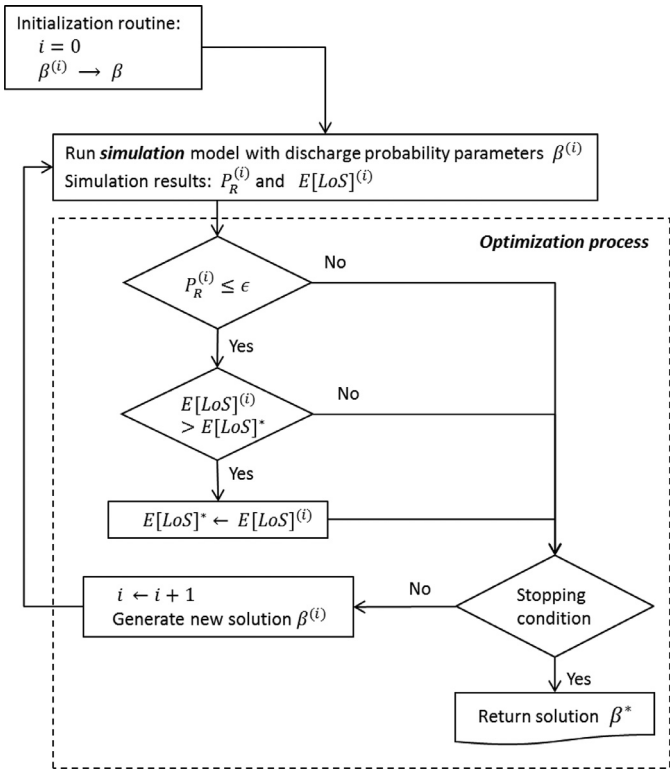 Initialization routine:
i = 0
β^(i) → β
Run simulation model with discharge probability parameters β^(i)
Simulation results: P_R^(i) and E[LoS]^(i)
Optimization process
P_R^(i) ≤ ϵ
No
Yes
E[LoS]^(i)
> E[LoS]^*
No
Yes
E[LoS]^* ← E[LoS]^(i)
i ← i + 1
Generate new solution β^(i)
No
Stopping
condition
Yes
Return solution β^*